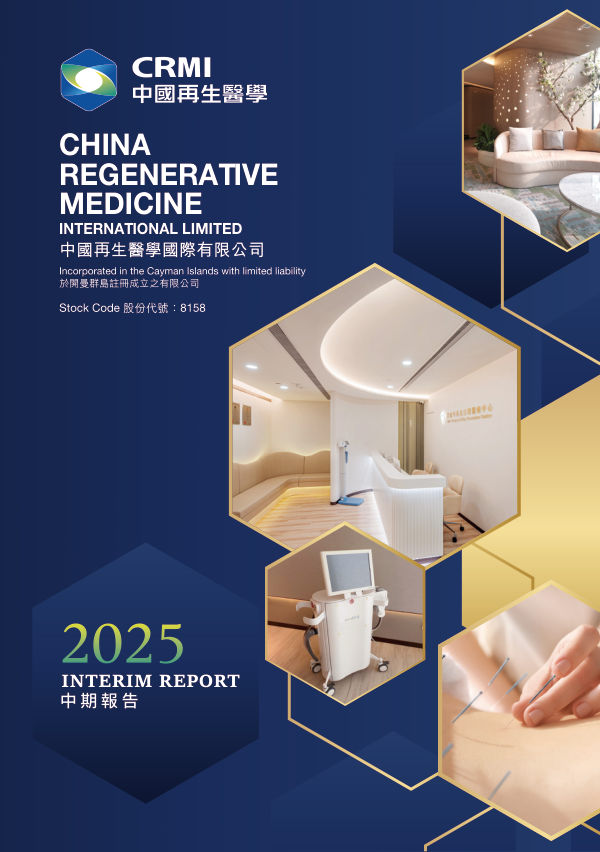 CRMI
中國再生醫學
CHINA
REGENERATIVE
MEDICINE
INTERNATIONAL LIMITED
中國再生醫學國際有限公司
Incorporated in the Cayman Islands with limited liability
於開曼群島註冊成立之有限公司
Stock Code 股份代號：8158
2025
INTERIM REPORT
中期報告